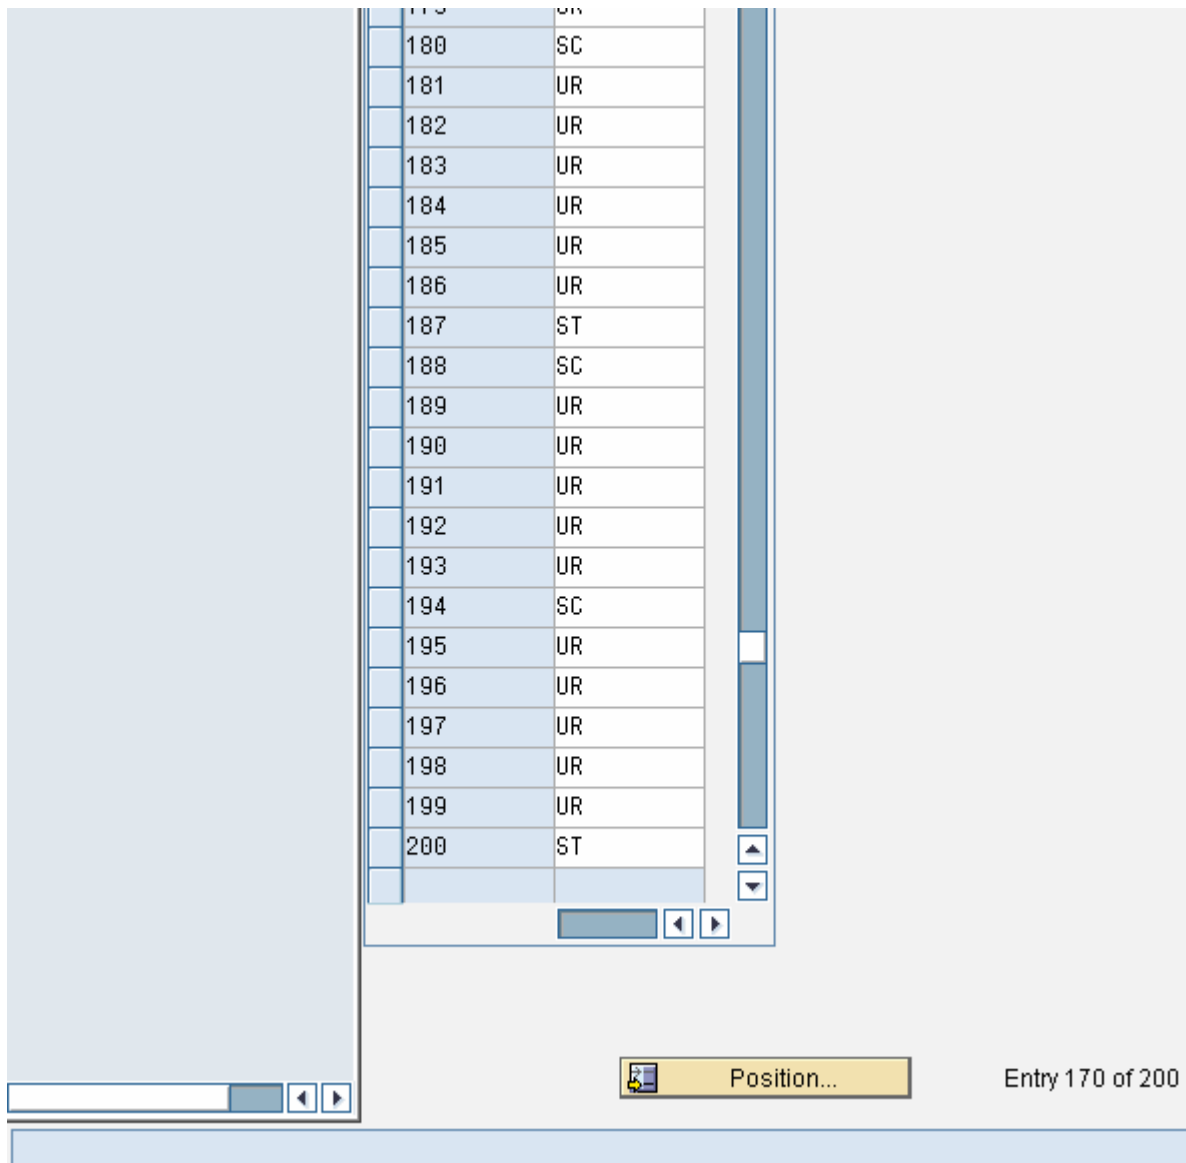 180 SC
181 UR
182 UR
183 UR
184 UR
185 UR
186 UR
187 ST
188 SC
189 UR
190 UR
191 UR
192 UR
193 UR
194 SC
195 UR
196 UR
197 UR
198 UR
199 UR
200 ST
Position... Entry 170 of 200